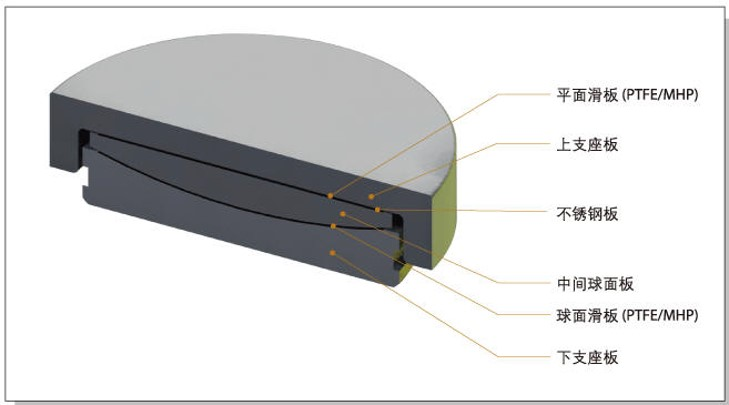 平面滑板 (PTFE/MHP)
上支座板
不锈钢板
中间球面板
球面滑板 (PTFE/MHP)
下支座板